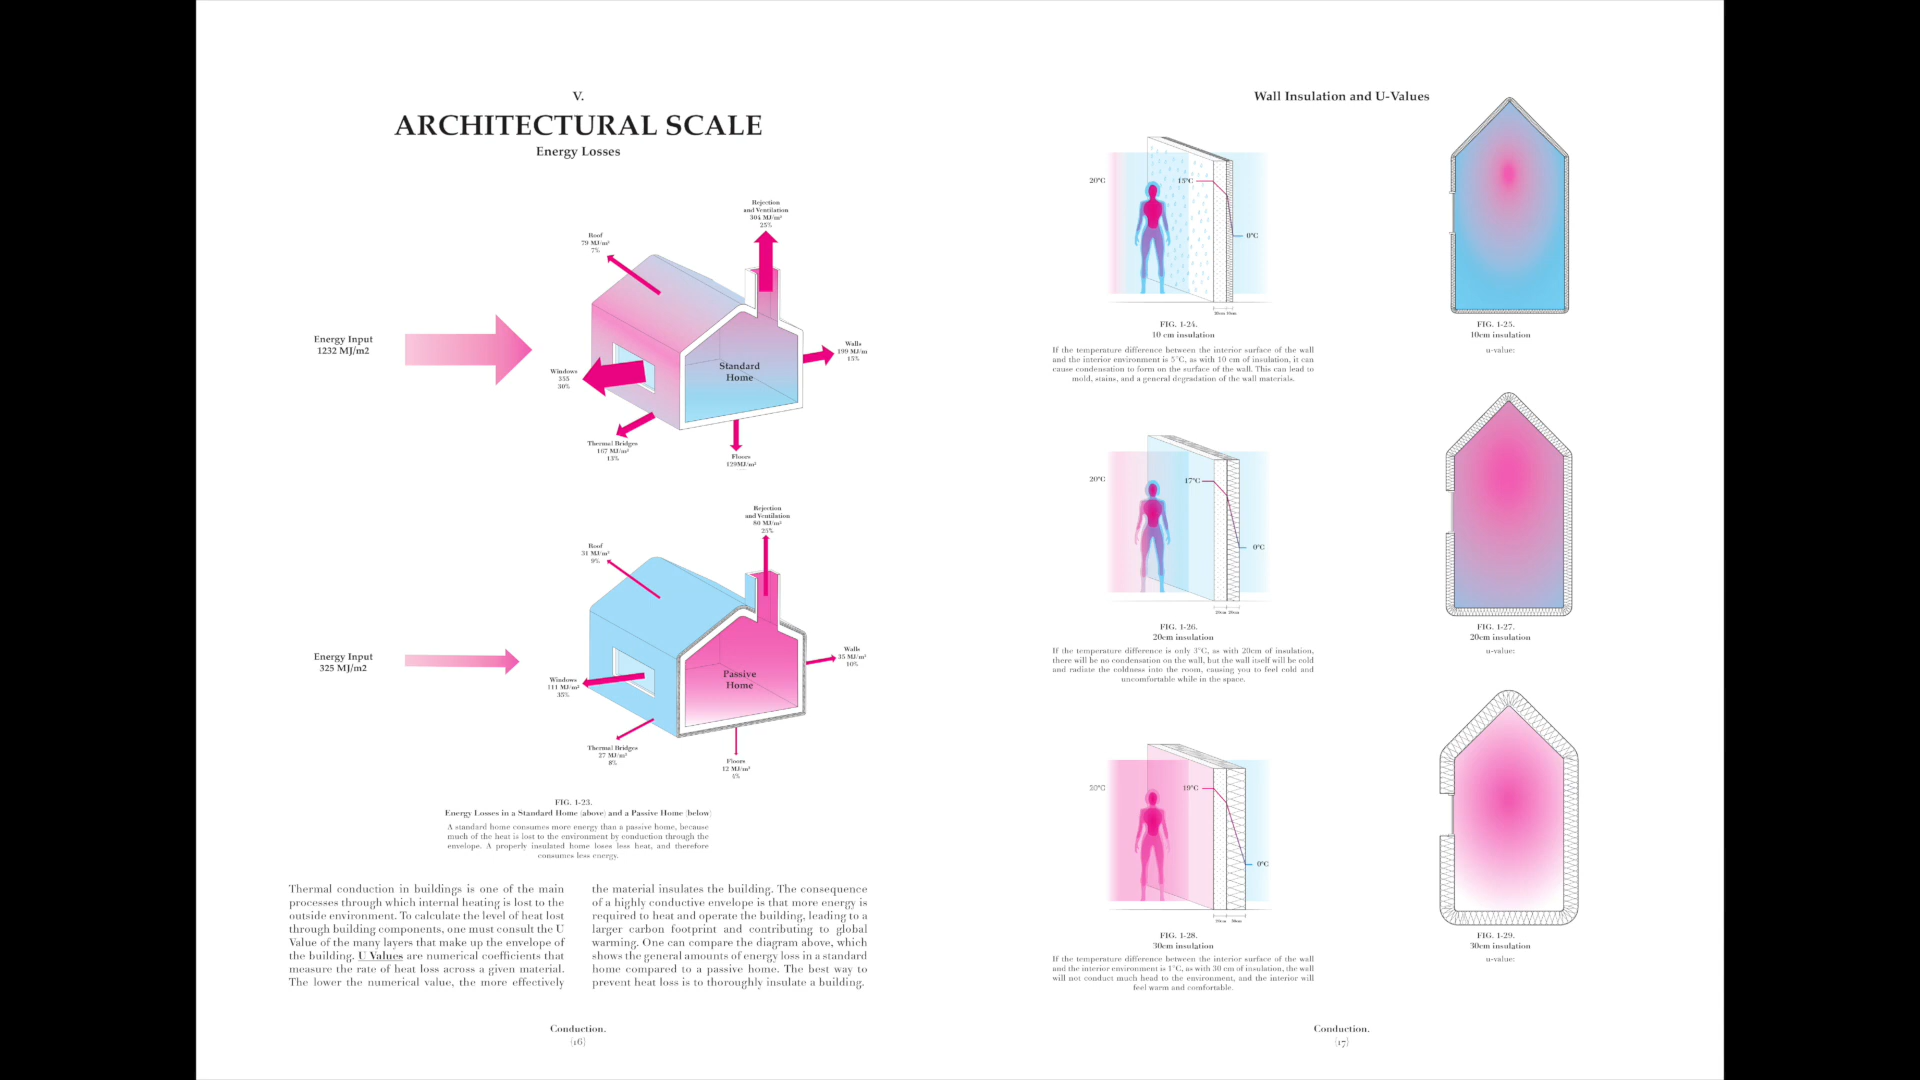 V.
ARCHITECTURAL SCALE
Energy Losses
Rejection
and Ventilation
304 MJ/m²
25%
Roof
79 MJ/m²
7%
Energy Input
1232 MJ/m2
Windows
355
30%
Standard
Home
Walls
199 MJ/m
15%
Thermal Bridges
167 MJ/m²
13%
Floors
129MJ/m²
Rejection
and Ventilation
80 MJ/m²
25%
Roof
31 MJ/m²
9%
Energy Input
325 MJ/m2
Windows
111 MJ/m²
35%
Passive
Home
Walls
35 MJ/m²
10%
Thermal Bridges
27 MJ/m²
8%
Floors
12 MJ/m²
4%
FIG. 1-23.
Energy Losses in a Standard Home (above) and a Passive Home (below)
A standard home consumes more energy than a passive home, because
much of the heat is lost to the environment by conduction through the
envelope. A properly insulated home loses less heat, and therefore
consumes less energy.
Thermal conduction in buildings is one of the main
processes through which internal heating is lost to the
outside environment. To calculate the level of heat lost
through building components, one must consult the U
Value of the many layers that make up the envelope of
the building. U Values are numerical coefficients that
measure the rate of heat loss across a given material.
The lower the numerical value, the more effectively
the material insulates the building. The consequence
of a highly conductive envelope is that more energy is
required to heat and operate the building, leading to a
larger carbon footprint and contributing to global
warming. One can compare the diagram above, which
shows the general amounts of energy loss in a standard
home compared to a passive home. The best way to
prevent heat loss is to thoroughly insulate a building.
Conduction.
(16)
Wall Insulation and U-Values
20°C
15°C
0°C
FIG. 1-24.
10 cm insulation
If the temperature difference between the interior surface of the wall
and the interior environment is 5°C, as with 10 cm of insulation, it can
cause condensation to form on the surface of the wall. This can lead to
mold, stains, and a general degradation of the wall materials.
FIG. 1-25.
10cm insulation
u-value:
20°C
17°C
0°C
FIG. 1-26.
20cm insulation
If the temperature difference is only 3°C, as with 20cm of insulation,
there will be no condensation on the wall, but the wall itself will be cold
and radiate the coldness into the room, causing you to feel cold and
uncomfortable while in the space.
FIG. 1-27.
20cm insulation
u-value:
20°C
19°C
0°C
FIG. 1-28.
30cm insulation
If the temperature difference between the interior surface of the wall
and the interior environment is 1°C, as with 30 cm of insulation, the wall
will not conduct much head to the environment, and the interior will
feel warm and comfortable.
FIG. 1-29.
30cm insulation
u-value:
Conduction.
(17)